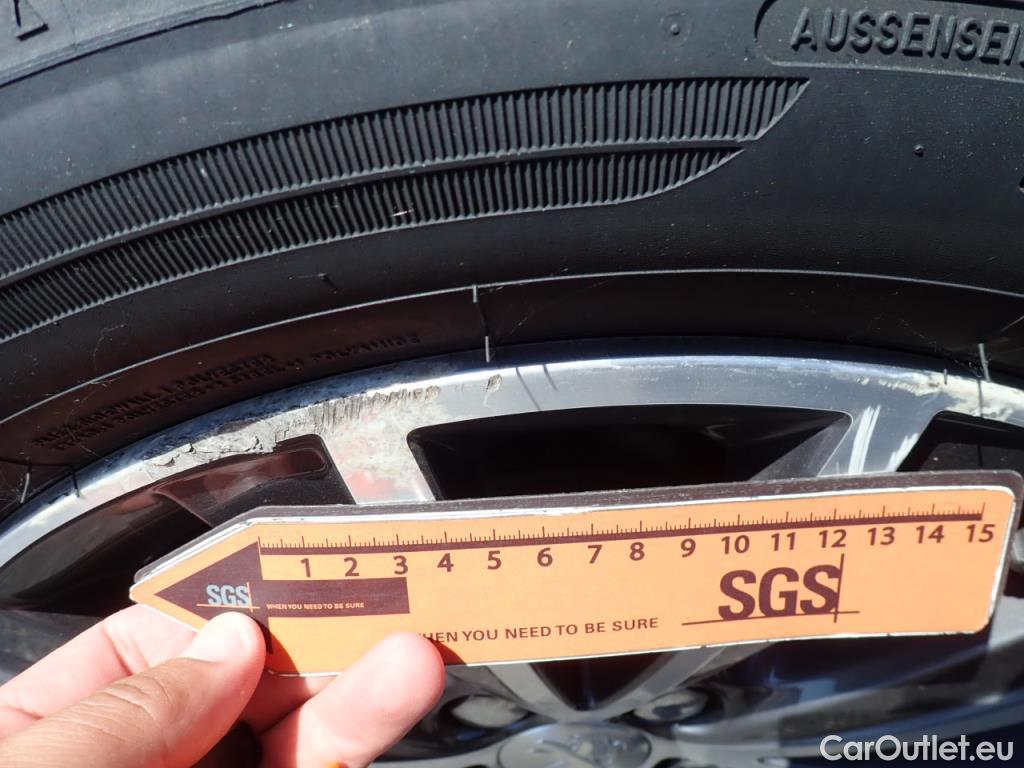 AUSSENSEI
1 2 3 4 5 6 7 8 9 10 11 12 13 14 15
SGS
WHEN YOU NEED TO BE SURE
SGS
HEN YOU NEED TO BE SURE
CarOutlet.eu